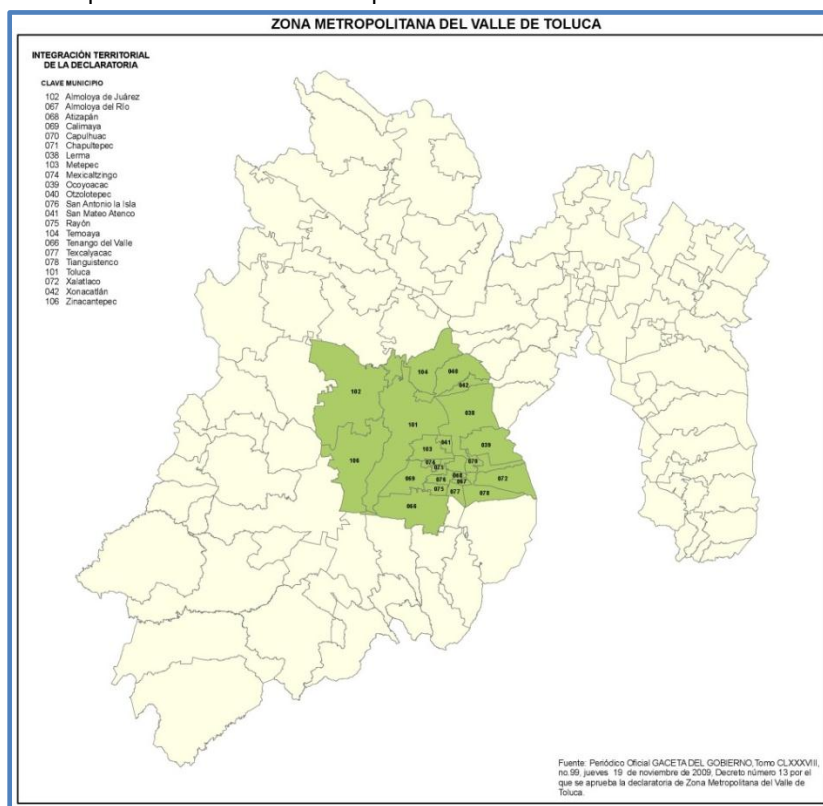 ZONA METROPOLITANA DEL VALLE DE TOLUCA
INTEGRACIÓN TERRITORIAL
DE LA DECLARATORIA
CLAVE MUNICIPIO
102 Almoloya de Juárez
067 Almoloya del Río
068 Atizapán
069 Calimaya
070 Capulhuac
071 Chapultepec
038 Lerma
103 Metepec
074 Mexicaltzingo
039 Ocoyoacac
040 Otzolotepec
076 San Antonio la Isla
041 San Mateo Atenco
075 Rayón
104 Temoaya
066 Tenango del Valle
077 Texcalyacac
078 Tianguistenco
101 Toluca
072 Xalatlaco
042 Xonacatlán
106 Zinacantepec
104
040
042
102
038
101
041
039
103
106
074
070
071
068
067
072
069
076
075
077
078
066
Fuente: Periódico Oficial GACETA DEL GOBIERNO, Tomo CLXXXVIII,
no.99, jueves 19 de noviembre de 2009, Decreto número 13 por el
que se aprueba la declaratoria de Zona Metropolitana del Valle de
Toluca.